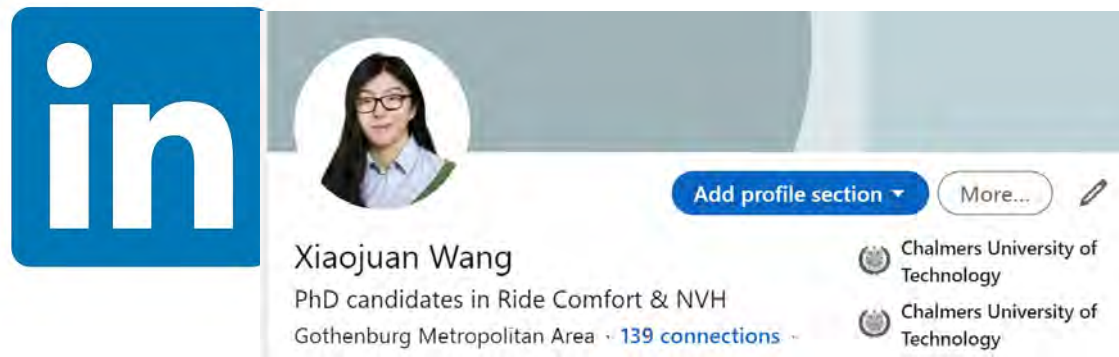 in
Add profile section
More...
Xiaojuan Wang
PhD candidates in Ride Comfort & NVH
Gothenburg Metropolitan Area · 139 connections ·
Chalmers University of
Technology
Chalmers University of
Technology